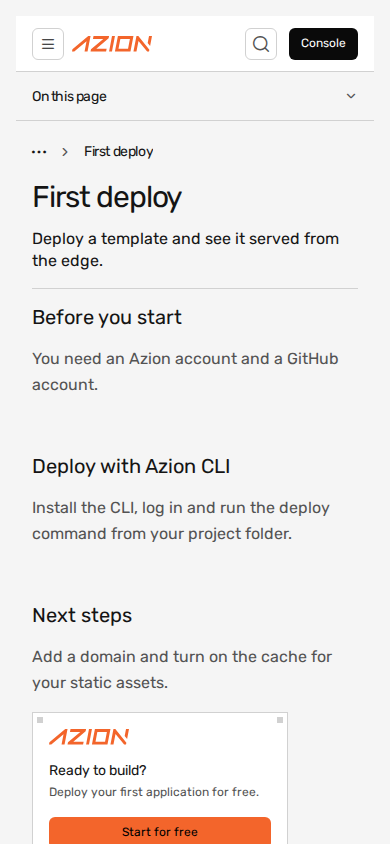 AZION
Console
On this page
First deploy
First deploy
Deploy a template and see it served from
the edge.
Before you start
You need an Azion account and a GitHub
account.
Deploy with Azion CLI
Install the CLI, log in and run the deploy
command from your project folder.
Next steps
Add a domain and turn on the cache for
your static assets.
AZION
Ready to build?
Deploy your first application for free.
Start for free